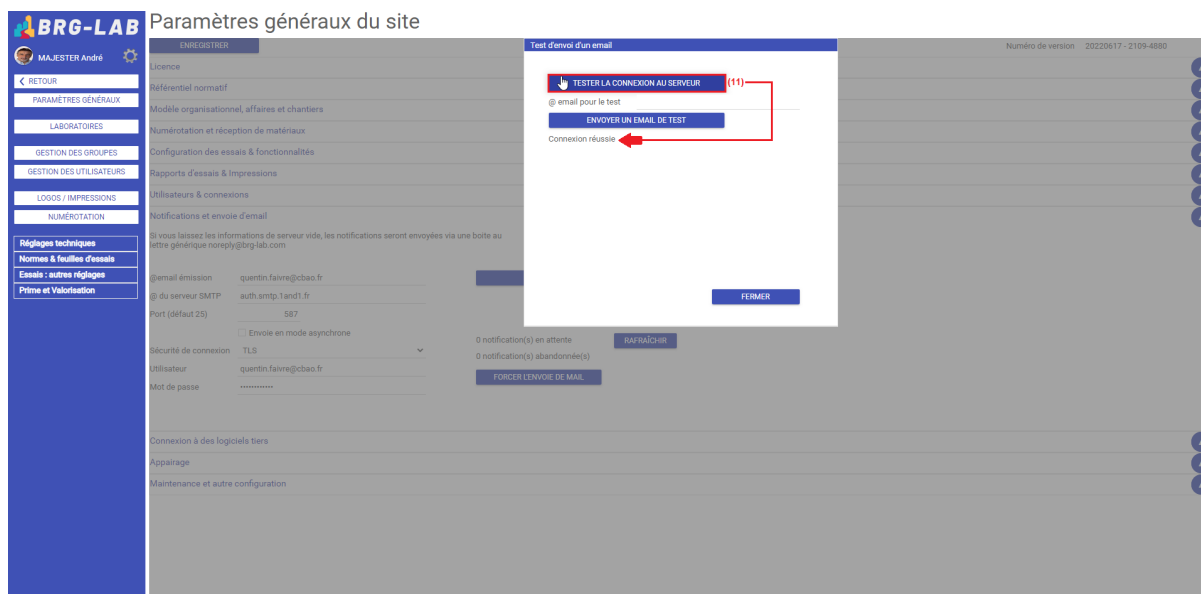 BRG-LAB
Paramètres généraux du site
MAJESTER André
RETOUR
PARAMÈTRES GÉNÉRAUX
LABORATOIRES
GESTION DES GROUPES
GESTION DES UTILISATEURS
LOGOS / IMPRESSIONS
NUMÉROTATION
Réglages techniques
Normes & feuilles d'essais
Essais : autres réglages
Prime et Valorisation
ENREGISTRER
Numéro de version 20220617 - 2109-4880
Licence
Référentiel normatif
Modèle organisationnel, affaires et chantiers
Numérotation et réception de matériaux
Configuration des essais & fonctionnalités
Rapports d'essais & Impressions
Utilisateurs & connexions
Notifications et envoie d'email
Si vous laissez les informations de serveur vide, les notifications seront envoyées via une boite au
lettre générique noreply@brg-lab.com
@email émission quentin.faivre@cbao.fr
@ du serveur SMTP auth.smtp.1and1.fr
Port (défaut 25) 587
Envoie en mode asynchrone
Sécurité de connexion TLS
Utilisateur quentin.faivre@cbao.fr
Mot de passe ••••••••••••
0 notification(s) en attente RAFRAÎCHIR
0 notification(s) abandonnée(s)
FORCER L'ENVOIE DE MAIL
Connexion à des logiciels tiers
Appairage
Maintenance et autre configuration
Test d'envoi d'un email
TESTER LA CONNEXION AU SERVEUR (11)
@ email pour le test
ENVOYER UN EMAIL DE TEST
Connexion réussie
FERMER